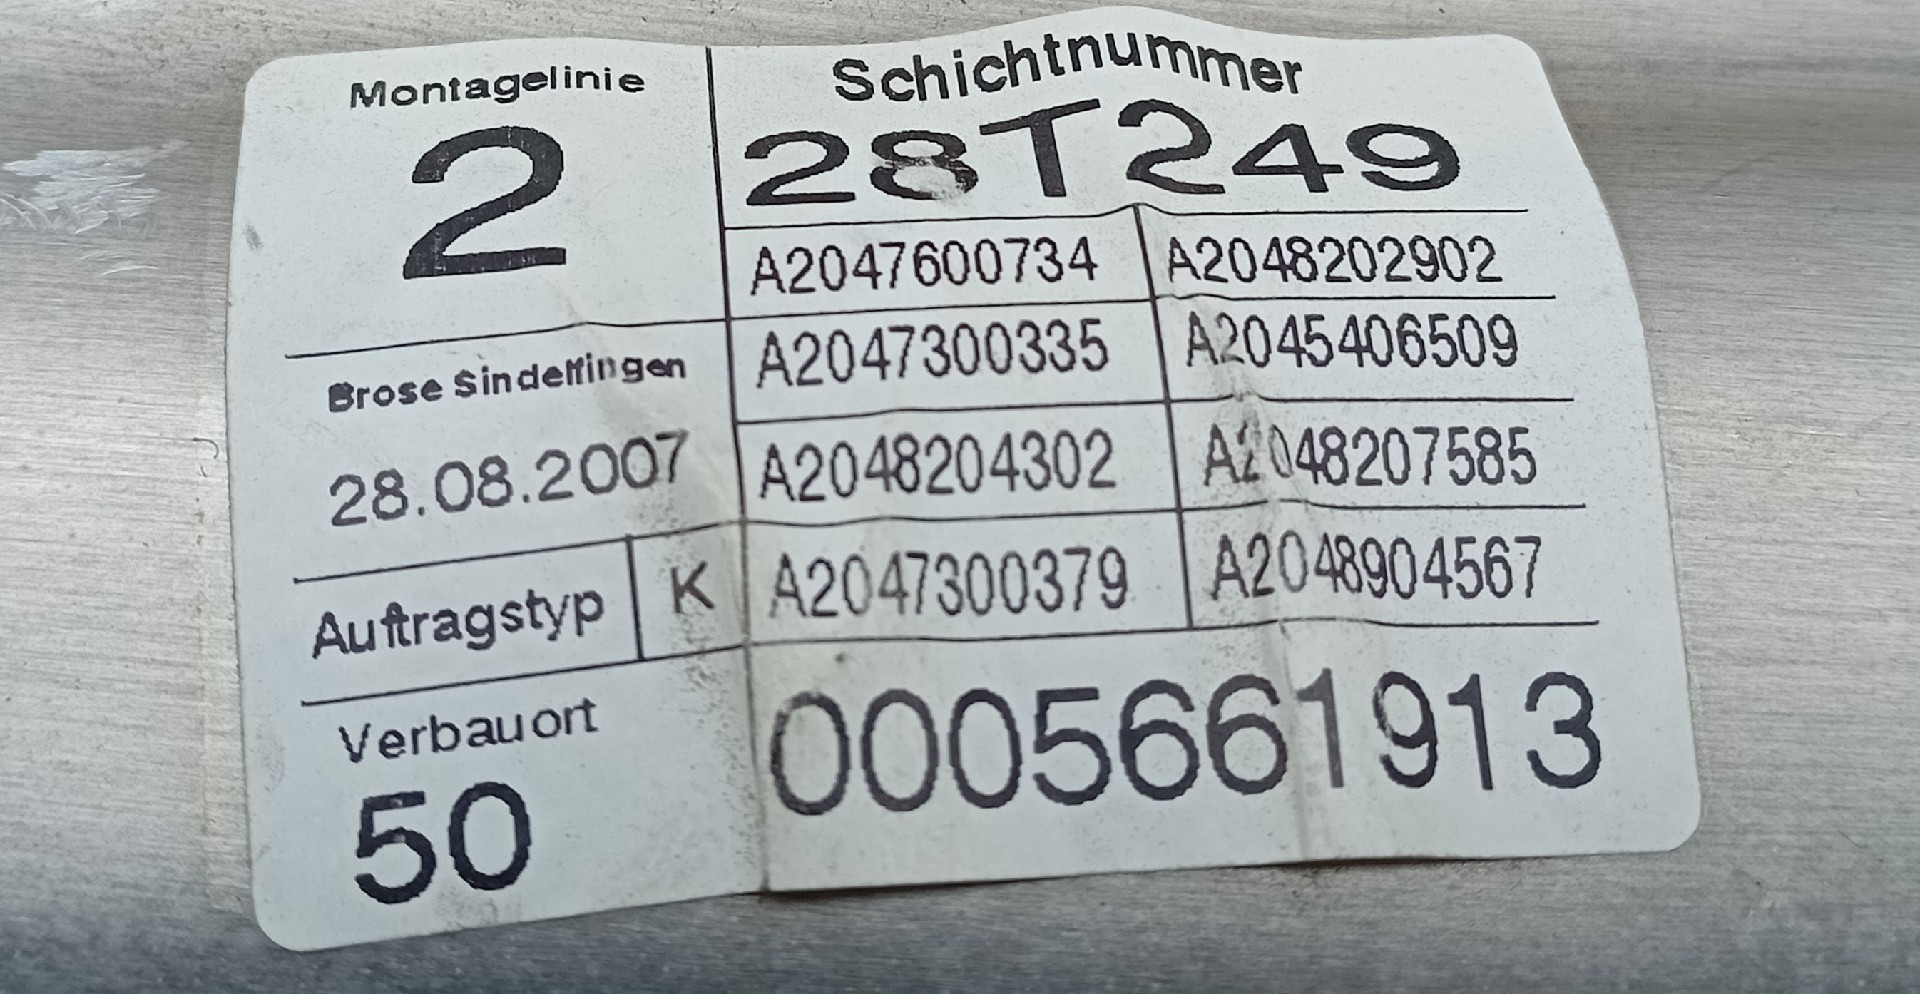 Montagelinie
2
Schichtnummer
28T249
A2047600734 A2048202902
A2047300335 A2045406509
A2048204302 A2048207585
A2047300379 A2048904567
Brose Sindelfingen
28.08.2007
Auftragstyp K
Verbauort
50
0005661913